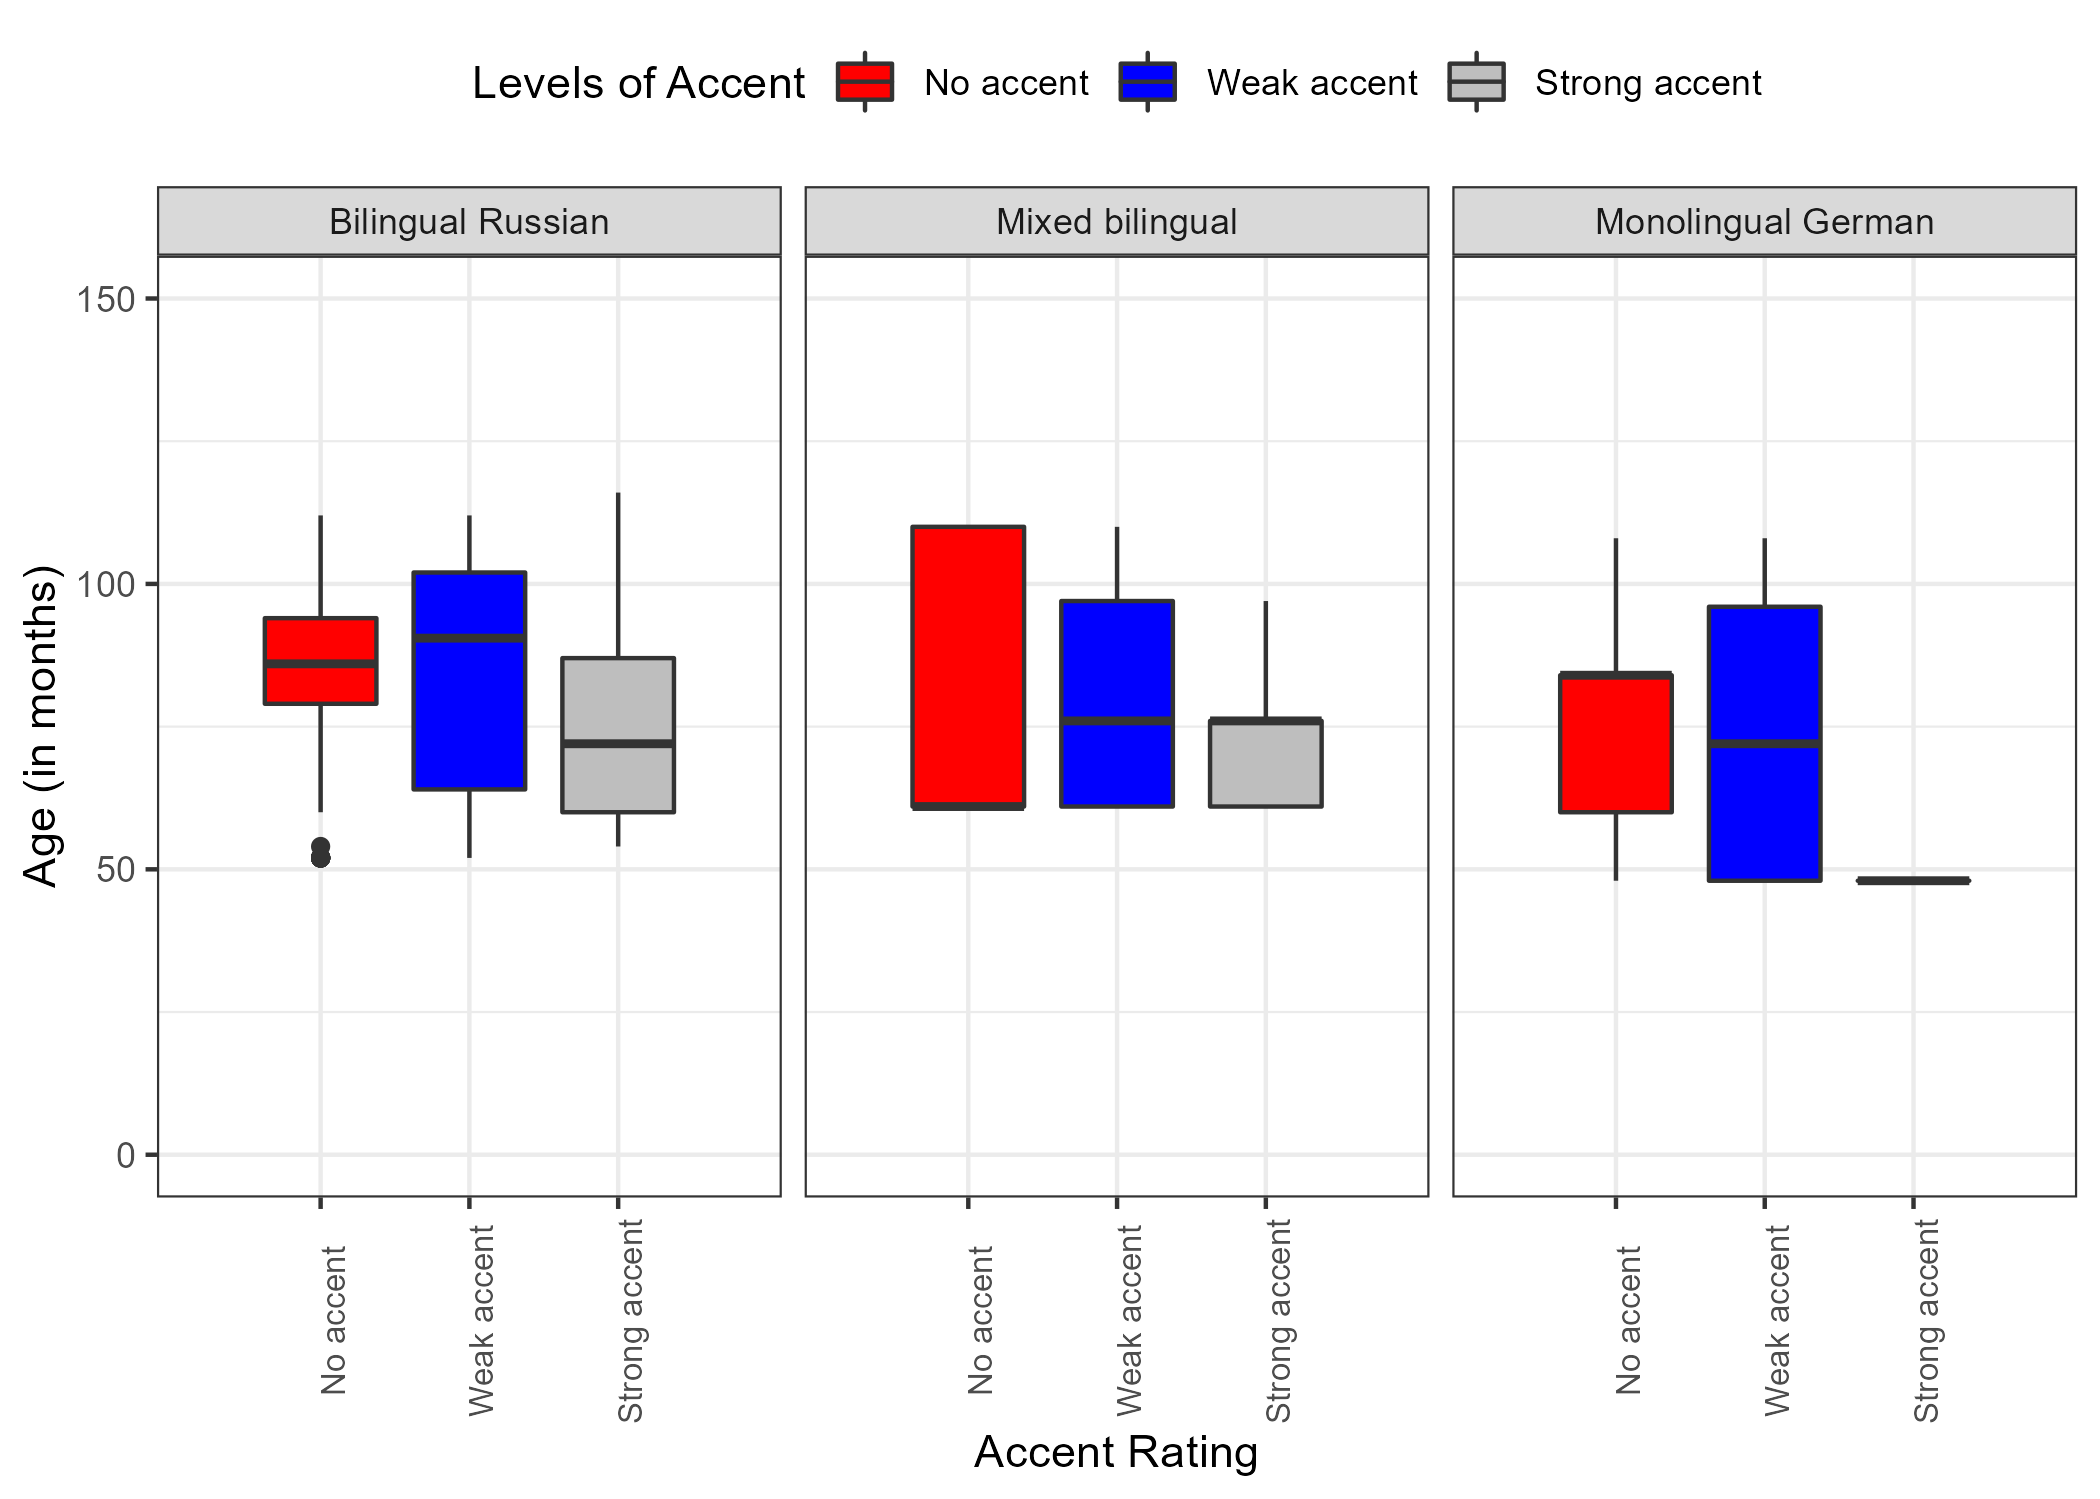 Levels of Accent No accent Weak accent Strong accent
Bilingual Russian Mixed bilingual Monolingual German
Age (in months)
150
100
50
0
No accent Weak accent Strong accent No accent Weak accent Strong accent No accent Weak accent Strong accent
Accent Rating